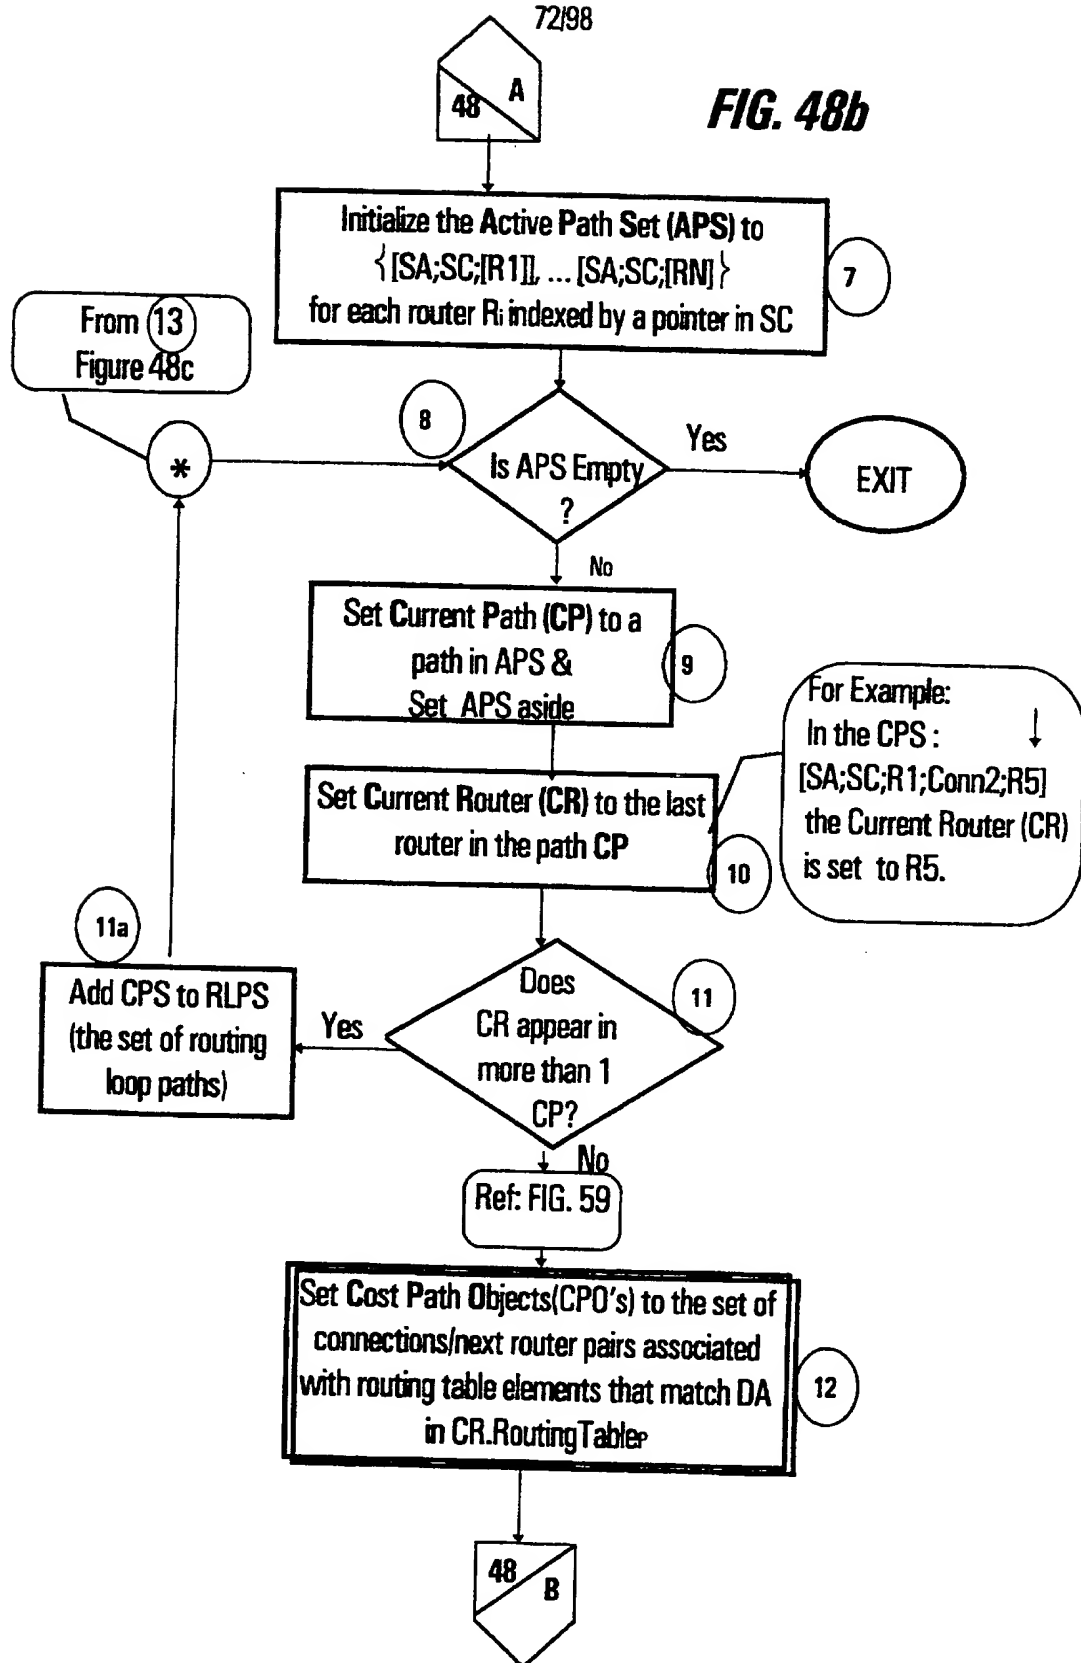 72/98
48 A
FIG. 48b
Initialize the Active Path Set (APS) to
{[SA;SC;[R1]], ... [SA;SC;[RN]}
for each router Ri indexed by a pointer in SC
7
From 13
Figure 48c
*
8
Is APS Empty
?
Yes
EXIT
No
Set Current Path (CP) to a
path in APS &
Set APS aside
9
Set Current Router (CR) to the last
router in the path CP
10
For Example:
In the CPS :
[SA;SC;R1;Conn2;R5]
the Current Router (CR)
is set to R5.
11a
Add CPS to RLPS
(the set of routing
loop paths)
Yes
Does
CR appear in
more than 1
CP?
11
No
Ref: FIG. 59
Set Cost Path Objects(CPO's) to the set of
connections/next router pairs associated
with routing table elements that match DA
in CR.RoutingTableP
12
48 B